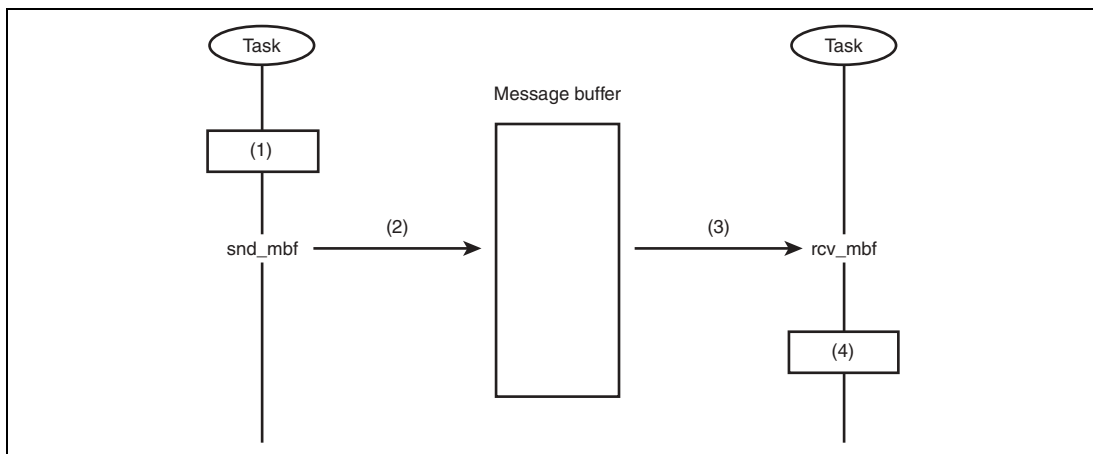 Task
Task
Message buffer
(1)
(2)
(3)
snd_mbf
rcv_mbf
(4)